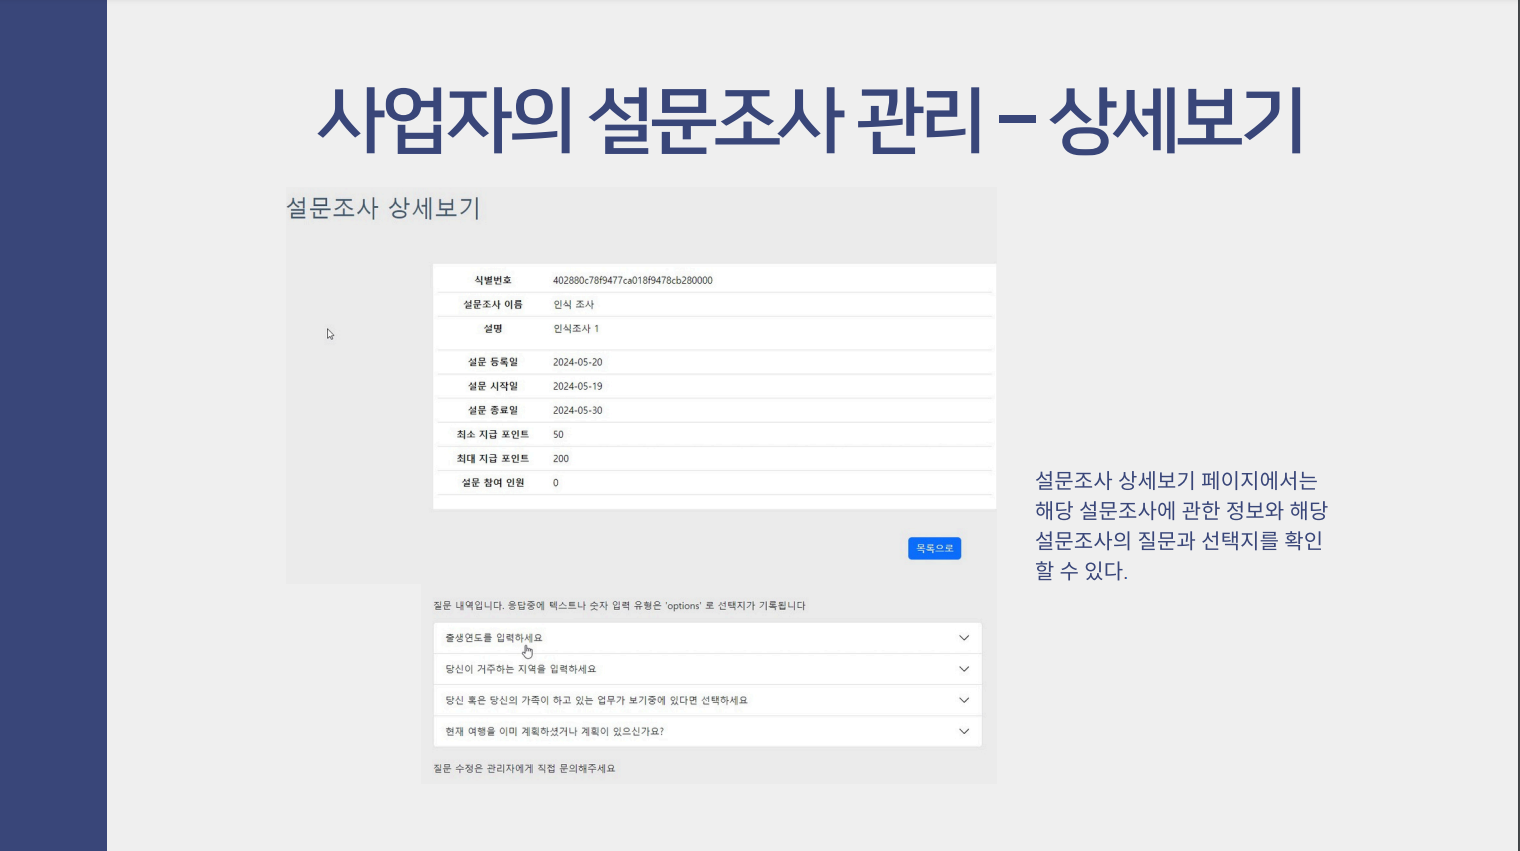 사업자의 설문조사 관리 – 상세보기
설문조사 상세보기
식별번호 402880c78f9477ca018f9478cb280000
설문조사 이름 인식 조사
설명 인식조사 1
설문 등록일 2024-05-20
설문 시작일 2024-05-19
설문 종료일 2024-05-30
최소 지급 포인트 50
최대 지급 포인트 200
설문 참여 인원 0
목록으로
질문 내역입니다. 응답중에 텍스트나 숫자 입력 유형은 'options' 로 선택지가 기록됩니다
출생연도를 입력하세요
당신이 거주하는 지역을 입력하세요
당신 혹은 당신의 가족이 하고 있는 업무가 보기중에 있다면 선택하세요
현재 여행을 이미 계획하셨거나 계획이 있으신가요?
질문 수정은 관리자에게 직접 문의해주세요
설문조사 상세보기 페이지에서는
해당 설문조사에 관한 정보와 해당
설문조사의 질문과 선택지를 확인
할 수 있다.